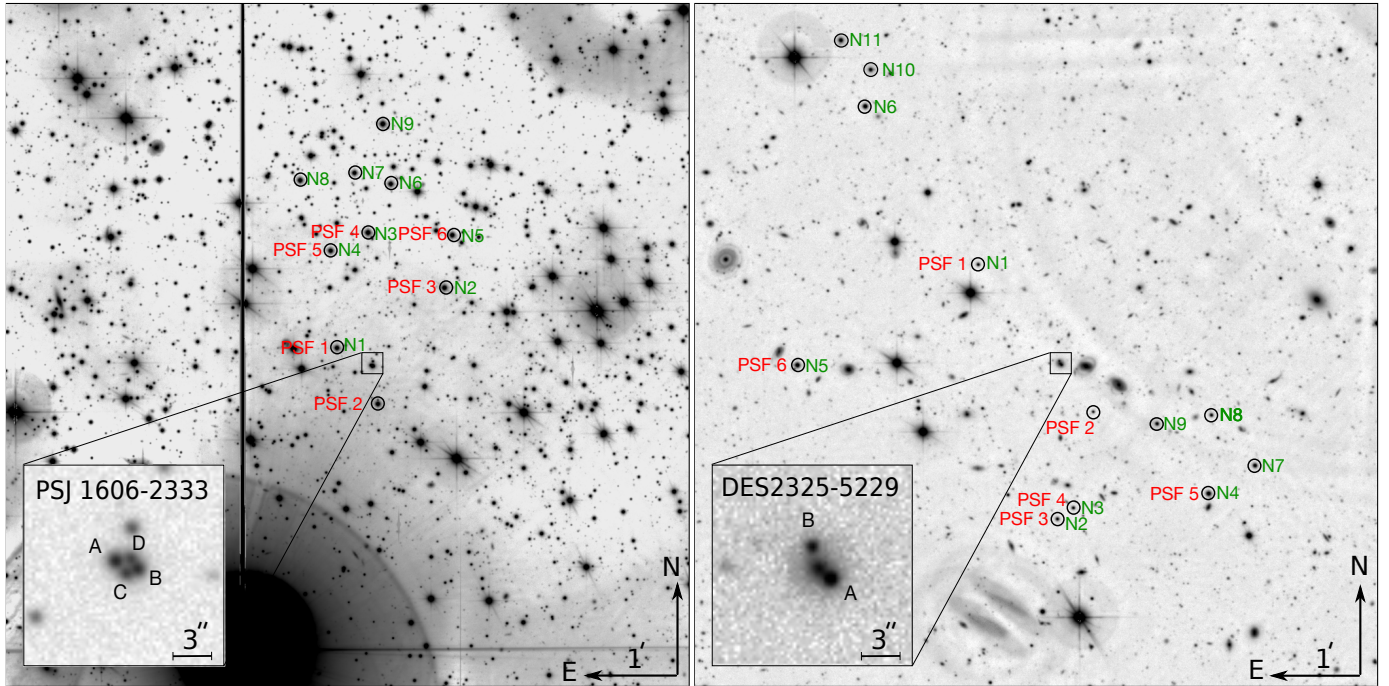 N9
N8
N7
N6
PSF 4
N3
PSF 6
N5
PSF 5
N4
PSF 3
N2
PSF 1
N1
PSF 2
PSJ 1606-2333
A
D
C
B
3″
N
E
1′
N11
N10
N6
PSF 1
N1
PSF 6
N5
PSF 2
N8
N9
N7
PSF 5
N4
PSF 4
N3
PSF 3
N2
DES2325-5229
B
A
3″
N
E
1′